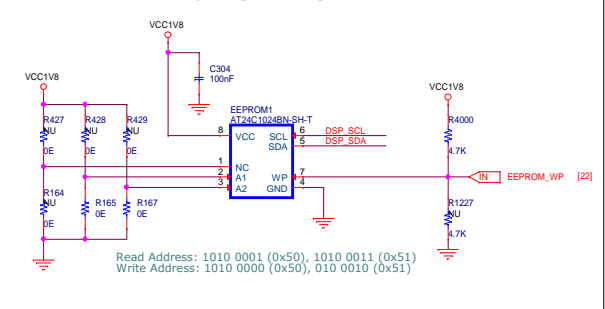 VCC1V8
VCC1V8
VCC1V8
C304
100nF
R427
NU
0E
R428
NU
0E
R429
NU
0E
EEPROM1
AT24C1024BN-SH-T
8 VCC SCL 6 DSP_SCL
SDA 5 DSP_SDA
1 NC
2 A1 WP 7
3 A2 GND 4
R4000
4.7K
IN EEPROM_WP [22]
R164
NU
0E
R165
0E
R167
0E
R1227
NU
4.7K
Read Address: 1010 0001 (0x50), 1010 0011 (0x51)
Write Address: 1010 0000 (0x50), 010 0010 (0x51)